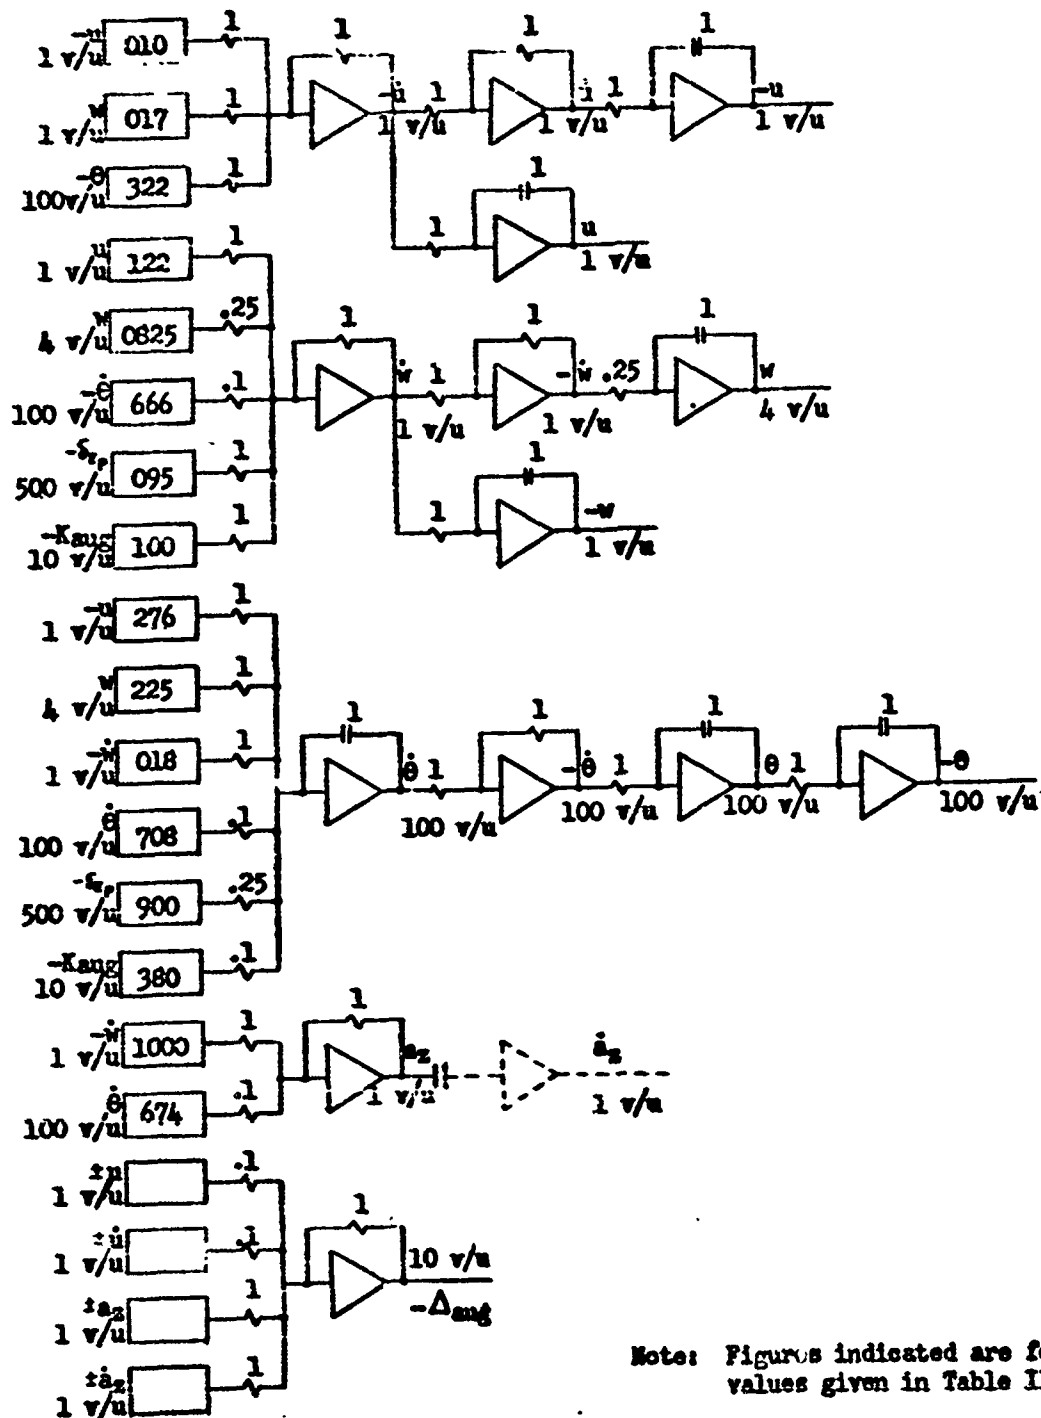 -u
1 v/u 010 1
w
1 v/u 017 1
-θ
100v/u 322 1
1 -u̇ 1 v/u 1
1 u̇ 1 v/u 1
1 -u 1 v/u
1 1 u 1 v/u
u
1 v/u 122 1
w
4 v/u 0825 .25
-θ̇
100 v/u 666 .1
500 v/u 095 1
-Kaug
10 v/u 100 1
1 ẇ 1 1 v/u
1 -ẇ .25 1 v/u
1 w 4 v/u
1 1 -w 1 v/u
-u
1 v/u 276 1
w
4 v/u 225 1
-ẇ
1 v/u 018 1
θ̇
100 v/u 708 .1
500 v/u 900 .25
10 v/u 380 .1
1 θ̇ 1 100 v/u
1 -θ̇ 1 100 v/u
1 θ 1 100 v/u
1 -θ 100 v/u
-ẇ
1 v/u 1000 1
θ̇
100 v/u 674 .1
1 a_z 1 v/u
ȧ_z
1 v/u
±u
1 v/u .1
±u̇
1 v/u .1
±a_z
1 v/u 1
±ȧ_z
1 v/u 1
1 10 v/u
-Δaug
Note: Figures indicated are
values given in Table